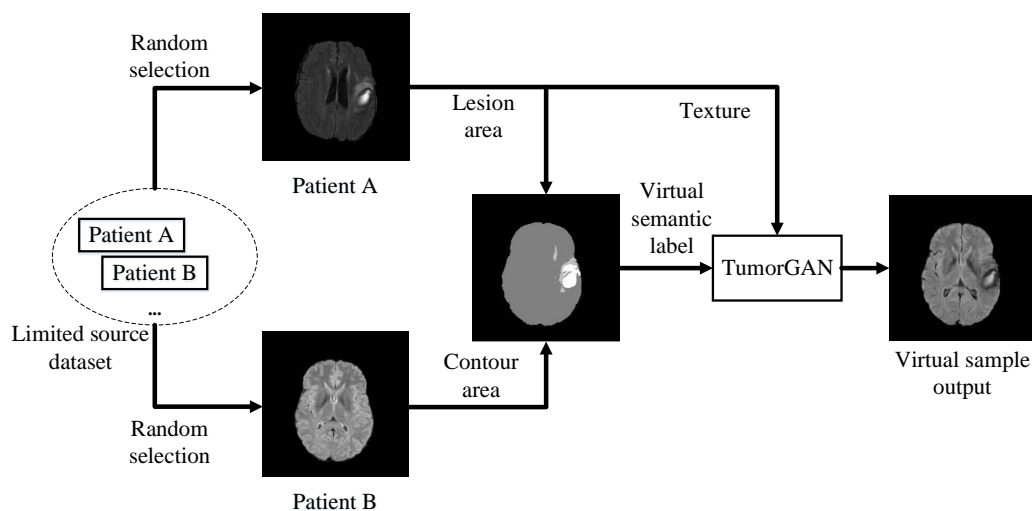 Random
selection
Patient A
Lesion
area
Texture
Patient A
Patient B
...
Limited source
dataset
Virtual
semantic
label
TumorGAN
Virtual sample
output
Contour
area
Random
selection
Patient B